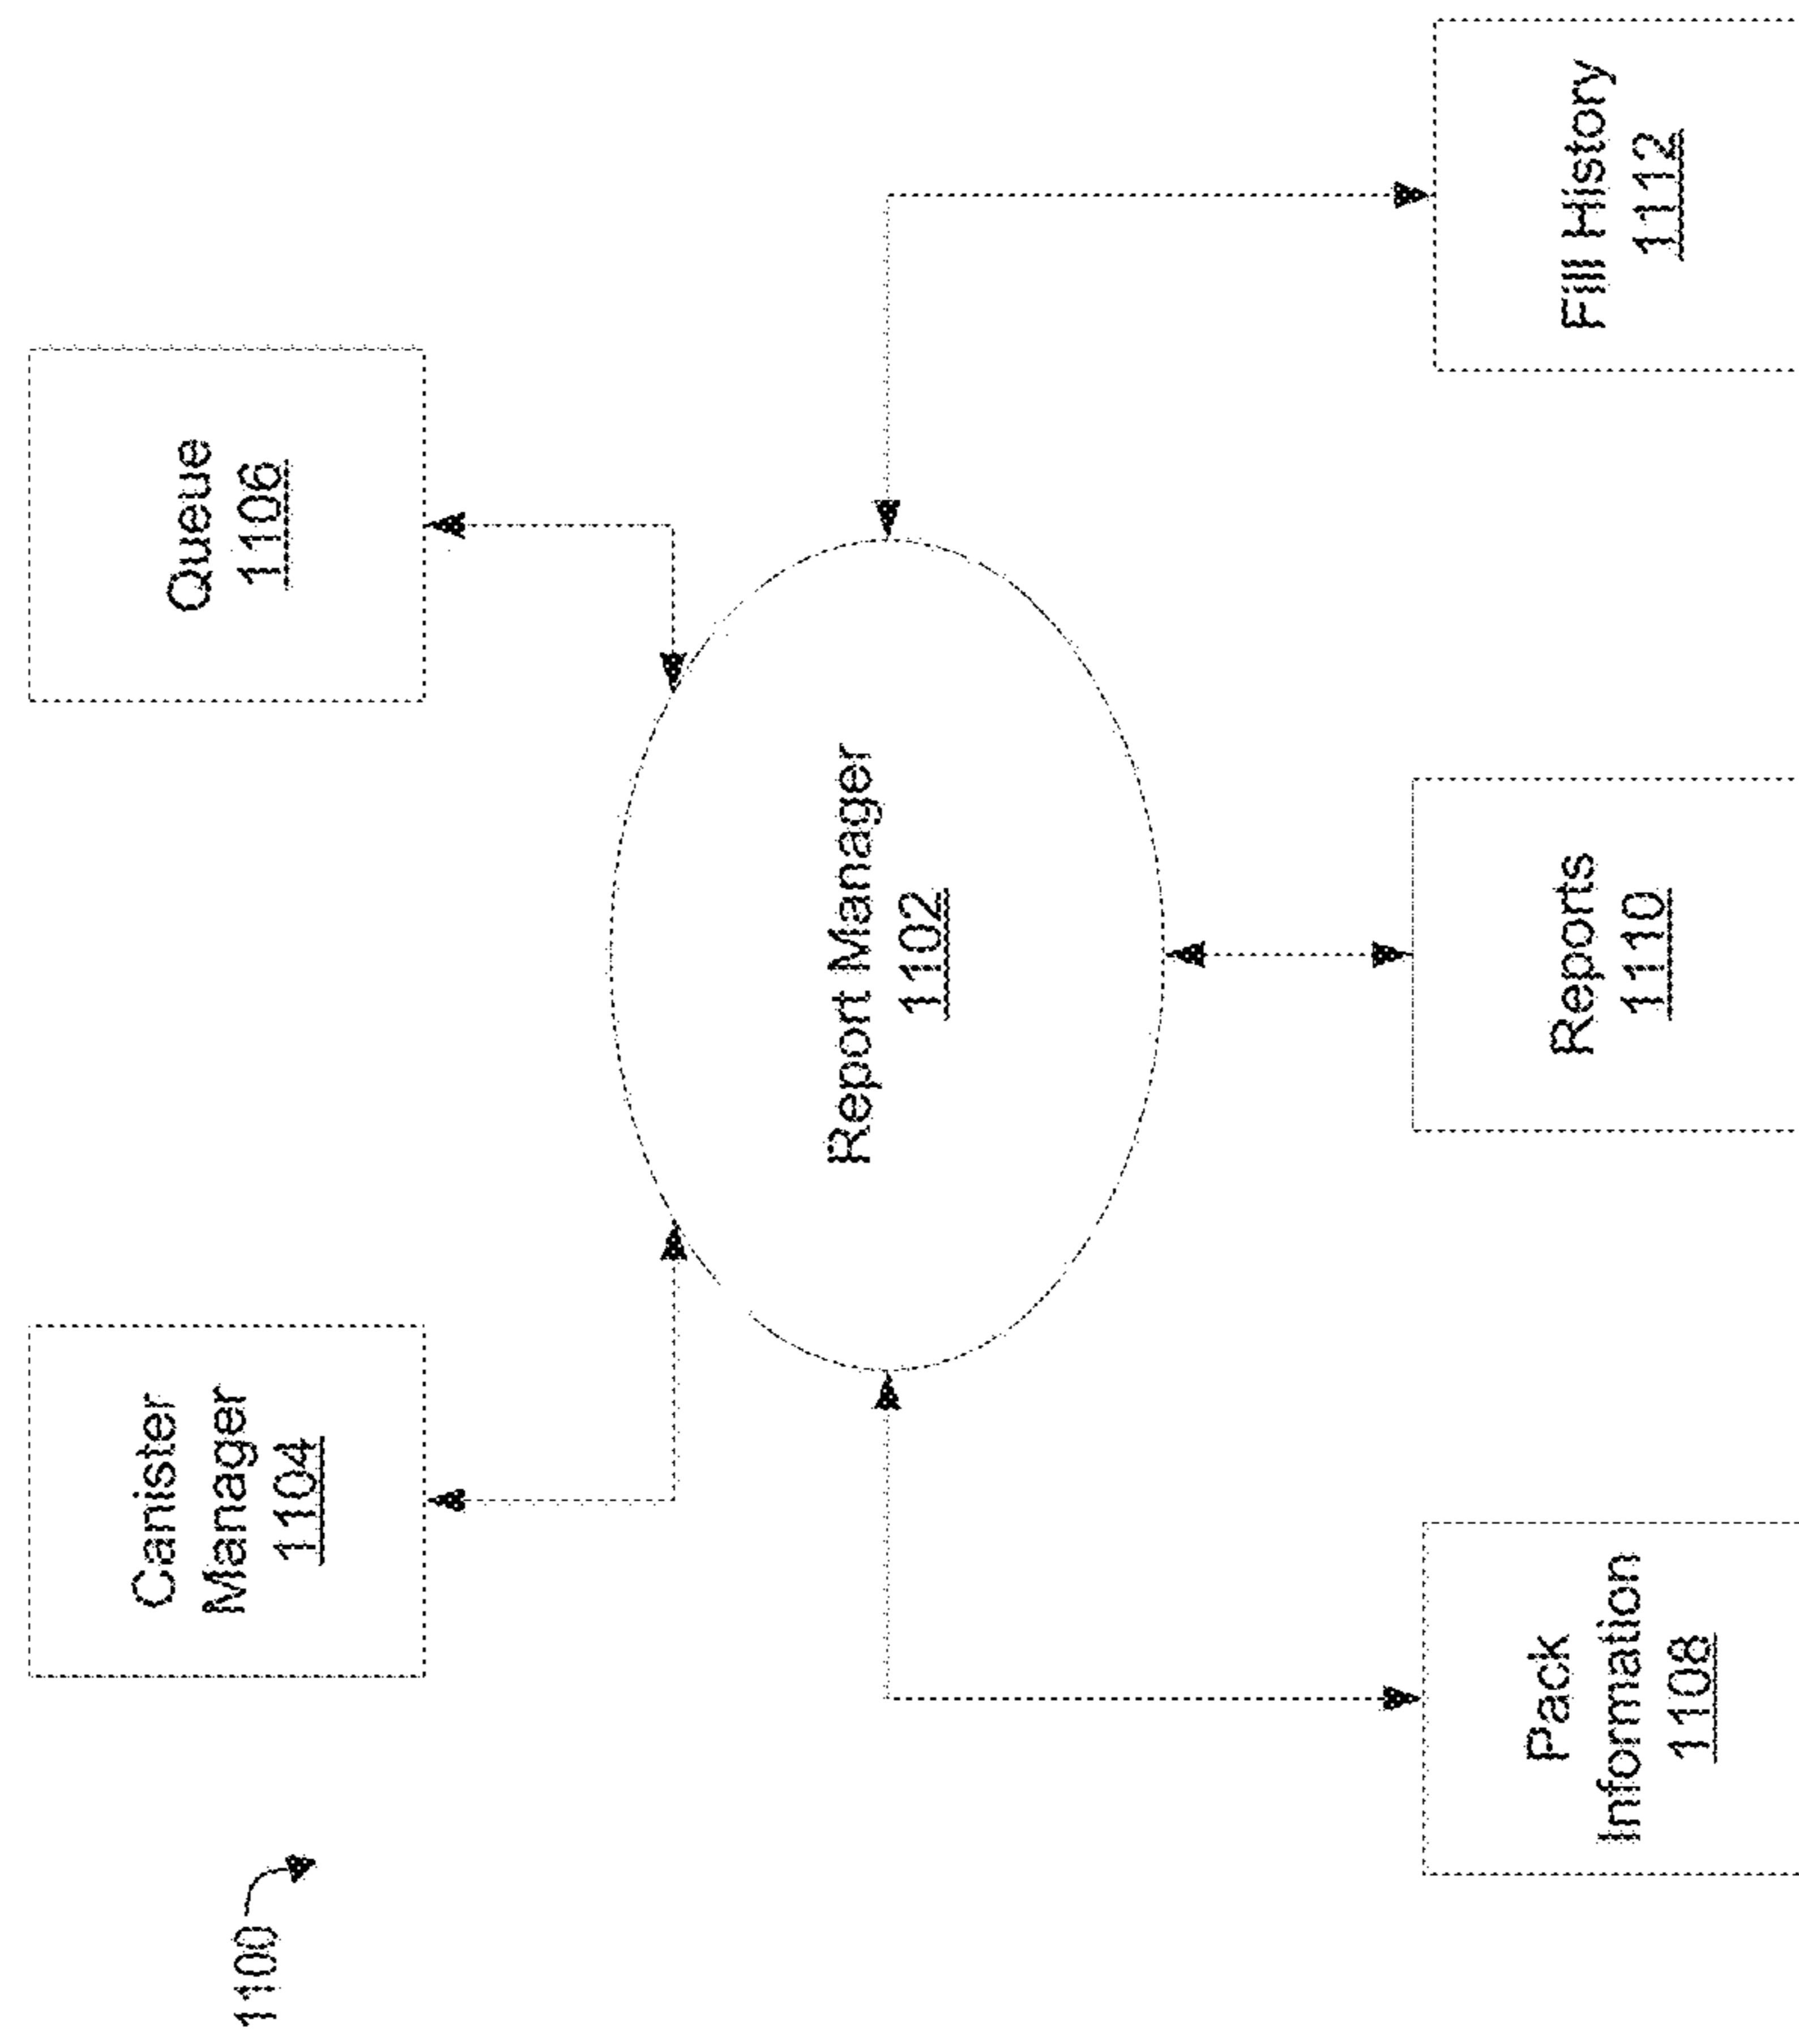 1100
Canister
Manager
1104
Queue
1106
Report Manager
1102
Pack
Information
1108
Reports
1110
Fill History
1112